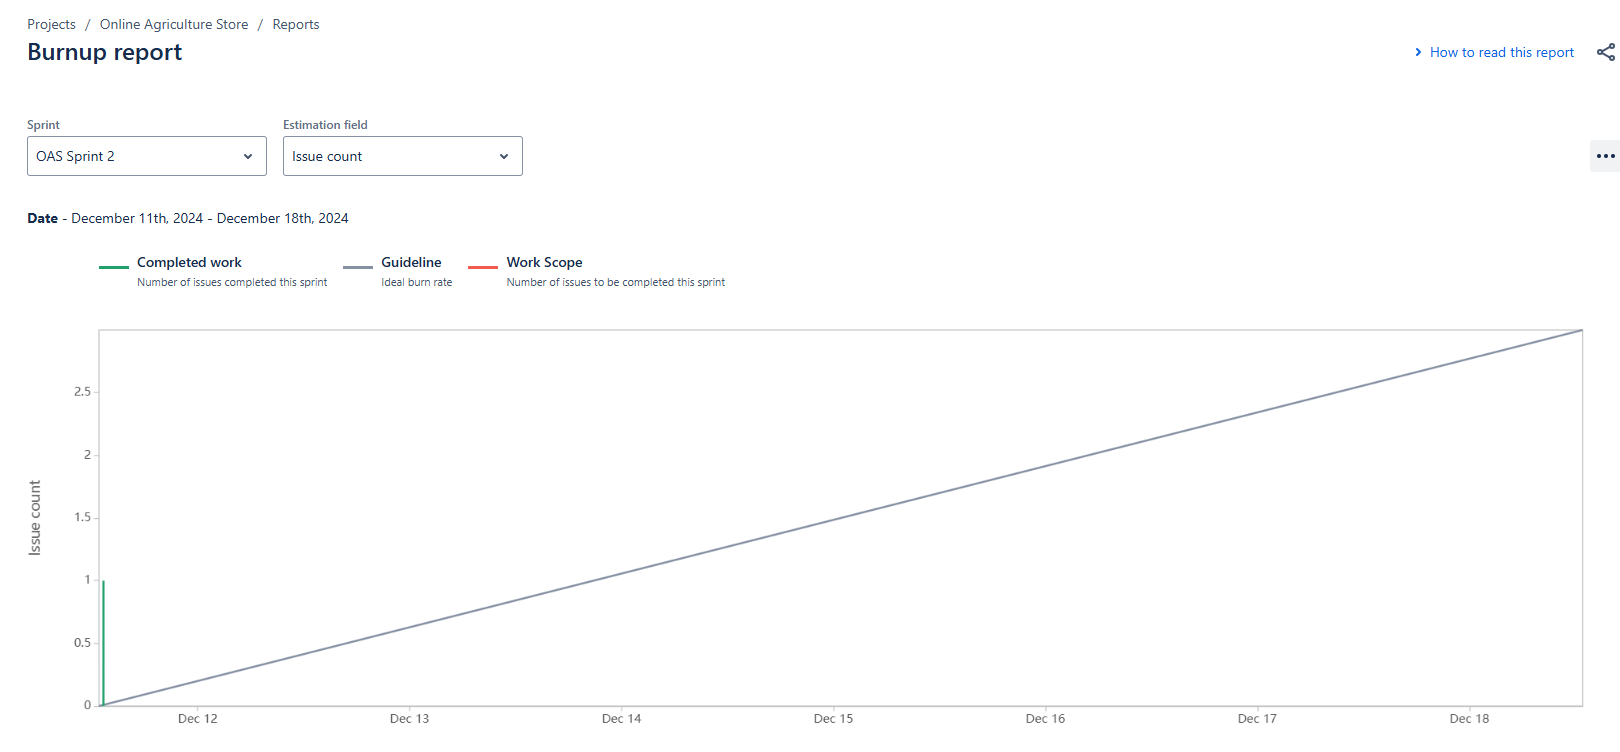 Projects / Online Agriculture Store / Reports
Burnup report
How to read this report
Sprint
Estimation field
OAS Sprint 2
Issue count
Date - December 11th, 2024 - December 18th, 2024
Completed work
Number of issues completed this sprint
Guideline
Ideal burn rate
Work Scope
Number of issues to be completed this sprint
Issue count
2.5
2
1.5
1
0.5
0
Dec 12
Dec 13
Dec 14
Dec 15
Dec 16
Dec 17
Dec 18